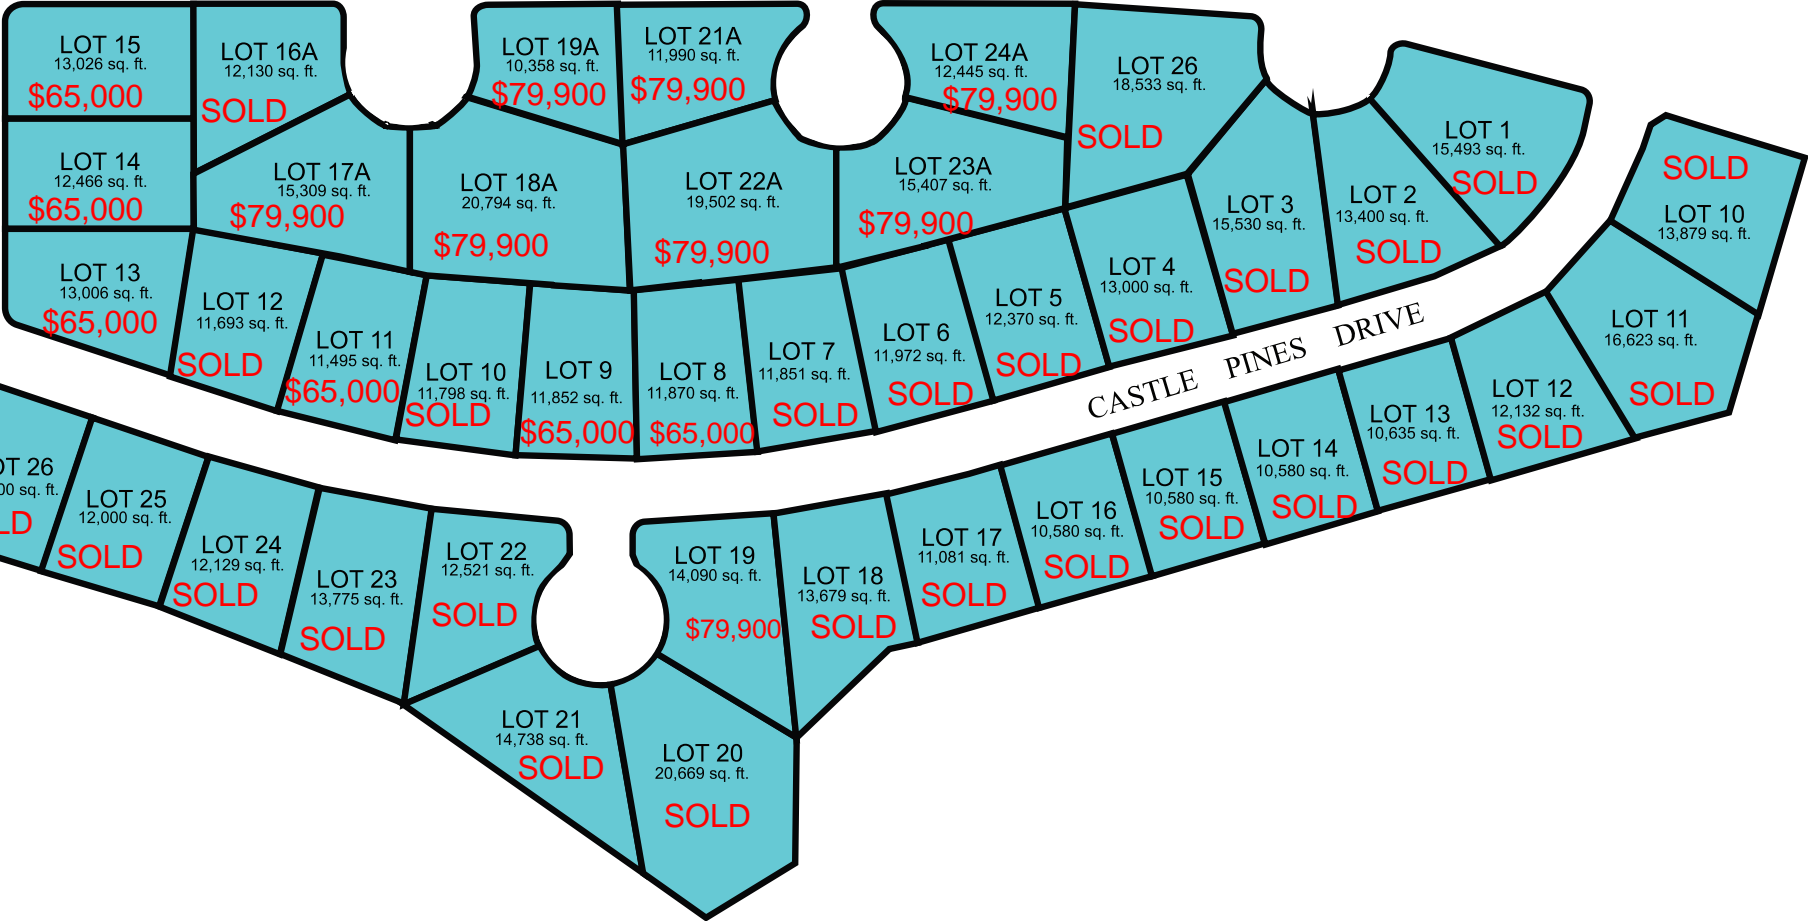 LOT 15
13,026 sq. ft.
$65,000
LOT 16A
12,130 sq. ft.
SOLD
LOT 19A
10,358 sq. ft.
$79,900
LOT 21A
11,990 sq. ft.
$79,900
LOT 24A
12,445 sq. ft.
$79,900
LOT 26
18,533 sq. ft.
SOLD
LOT 1
15,493 sq. ft.
SOLD
SOLD
LOT 10
13,879 sq. ft.
LOT 14
12,466 sq. ft.
$65,000
LOT 17A
15,309 sq. ft.
$79,900
LOT 18A
20,794 sq. ft.
$79,900
LOT 22A
19,502 sq. ft.
$79,900
LOT 23A
15,407 sq. ft.
$79,900
LOT 3
15,530 sq. ft.
SOLD
LOT 2
13,400 sq. ft.
SOLD
LOT 13
13,006 sq. ft.
$65,000
LOT 12
11,693 sq. ft.
SOLD
LOT 11
11,495 sq. ft.
$65,000
LOT 10
11,798 sq. ft.
SOLD
LOT 9
11,852 sq. ft.
$65,000
LOT 8
11,870 sq. ft.
$65,000
LOT 7
11,851 sq. ft.
SOLD
LOT 6
11,972 sq. ft.
SOLD
LOT 5
12,370 sq. ft.
SOLD
LOT 4
13,000 sq. ft.
SOLD
CASTLE PINES DRIVE
LOT 11
16,623 sq. ft.
SOLD
OT 26
00 sq. ft.
LD
LOT 25
12,000 sq. ft.
SOLD
LOT 24
12,129 sq. ft.
SOLD
LOT 23
13,775 sq. ft.
SOLD
LOT 22
12,521 sq. ft.
SOLD
LOT 19
14,090 sq. ft.
$79,900
LOT 18
13,679 sq. ft.
SOLD
LOT 17
11,081 sq. ft.
SOLD
LOT 16
10,580 sq. ft.
SOLD
LOT 15
10,580 sq. ft.
SOLD
LOT 14
10,580 sq. ft.
SOLD
LOT 13
10,635 sq. ft.
SOLD
LOT 12
12,132 sq. ft.
SOLD
LOT 21
14,738 sq. ft.
SOLD
LOT 20
20,669 sq. ft.
SOLD